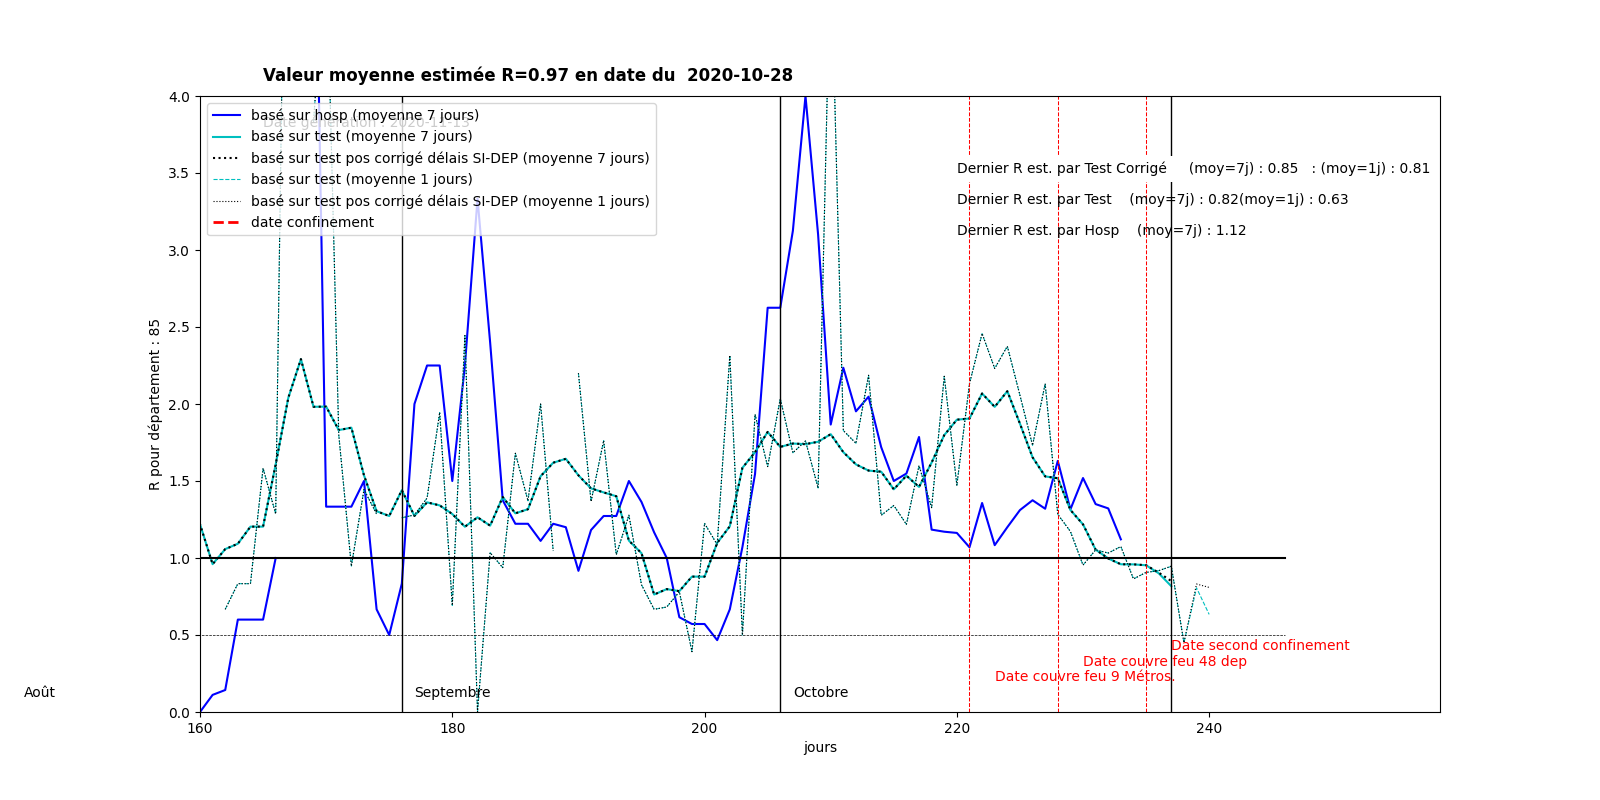 Valeur moyenne estimée R=0.97 en date du  2020-10-28
4.0
3.5
3.0
2.5
2.0
1.5
1.0
0.5
0.0
R pour département : 85
basé sur hosp (moyenne 7 jours)
Date génération : 2020-11-13
basé sur test (moyenne 7 jours)
basé sur test pos corrigé délais SI-DEP (moyenne 7 jours)
basé sur test (moyenne 1 jours)
basé sur test pos corrigé délais SI-DEP (moyenne 1 jours)
date confinement
Dernier R est. par Test Corrigé     (moy=7j) : 0.85   : (moy=1j) : 0.81
Dernier R est. par Test    (moy=7j) : 0.82(moy=1j) : 0.63
Dernier R est. par Hosp    (moy=7j) : 1.12
Date second confinement
Date couvre feu 48 dep
Date couvre feu 9 Métros.
Août
Septembre
Octobre
160
180
200
220
240
jours